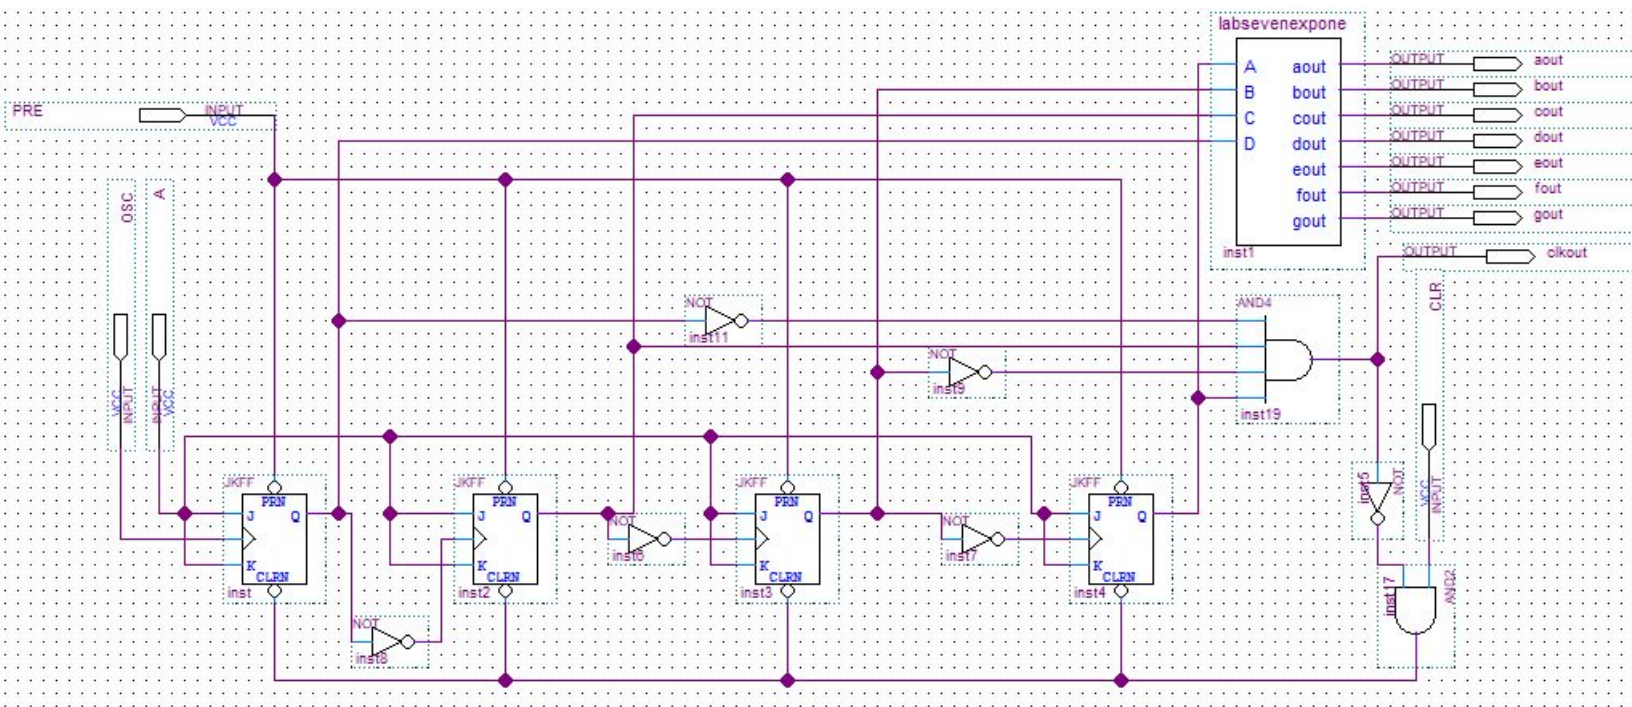 labsevenexpone
A aout OUTPUT aout
B bout OUTPUT bout
C cout OUTPUT cout
D dout OUTPUT dout
eout OUTPUT eout
fout OUTPUT fout
gout OUTPUT gout
inst1
PRE INPUT
VCC
OSC
VCC
INPUT
A
INPUT
VCC
OUTPUT clkout
CLR
VCC
INPUT
NOT
inst11
AND4
inst19
NOT
inst9
JKFF
PRN
J Q
K
CLRN
inst
NOT
inst8
JKFF
PRN
J Q
K
CLRN
inst2
NOT
inst6
JKFF
PRN
J Q
K
CLRN
inst3
NOT
inst7
JKFF
PRN
J Q
K
CLRN
inst4
inst5
NOT
inst17
AND2